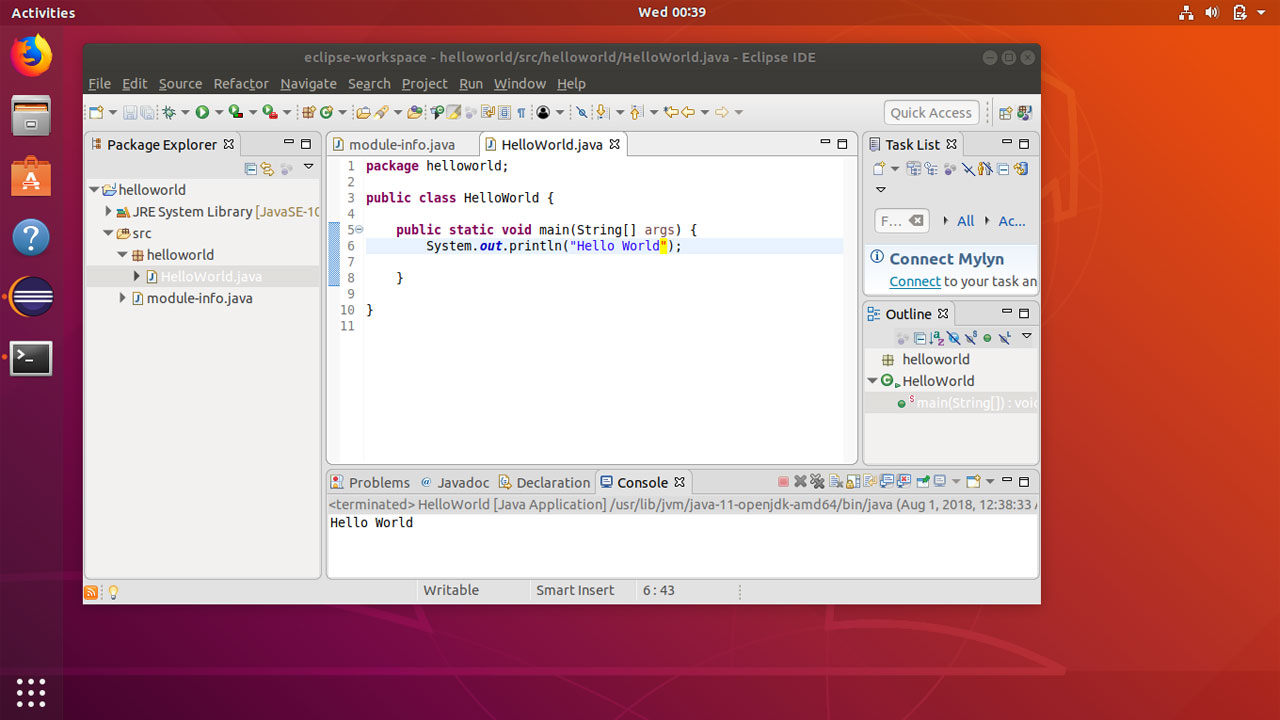 Activities
Wed 00:39
eclipse-workspace - helloworld/src/helloworld/HelloWorld.java - Eclipse IDE
File Edit Source Refactor Navigate Search Project Run Window Help
Quick Access
Package Explorer
helloworld
JRE System Library [JavaSE-10
src
helloworld
HelloWorld.java
module-info.java
module-info.java HelloWorld.java
1 package helloworld;
2
3 public class HelloWorld {
4
5 public static void main(String[] args) {
6 System.out.println("Hello World");
7
8 }
9
10 }
11
Task List
F...
All
Ac...
Connect Mylyn
Connect to your task an
Outline
helloworld
HelloWorld
main(String[]) : void
Problems @ Javadoc Declaration Console
<terminated> HelloWorld [Java Application] /usr/lib/jvm/java-11-openjdk-amd64/bin/java (Aug 1, 2018, 12:38:33 A
Hello World
Writable Smart Insert 6 : 43